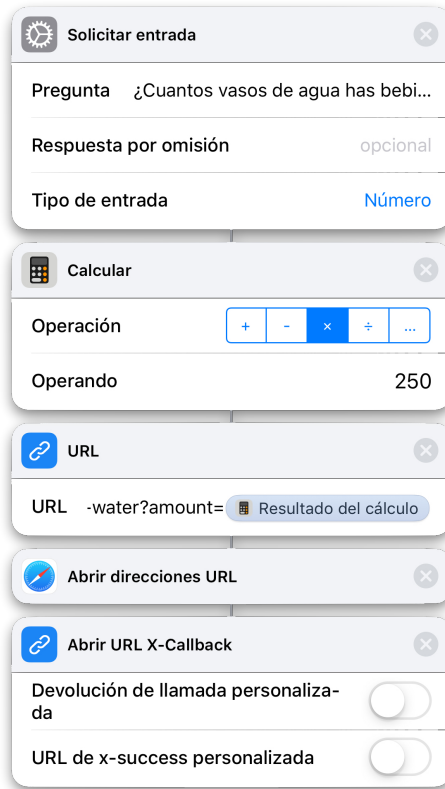 Solicitar entrada
Pregunta ¿Cuantos vasos de agua has bebi...
Respuesta por omisión opcional
Tipo de entrada Número
Calcular
Operación + - × ÷ ...
Operando 250
URL
URL -water?amount= Resultado del cálculo
Abrir direcciones URL
Abrir URL X-Callback
Devolución de llamada personaliza-
da
URL de x-success personalizada